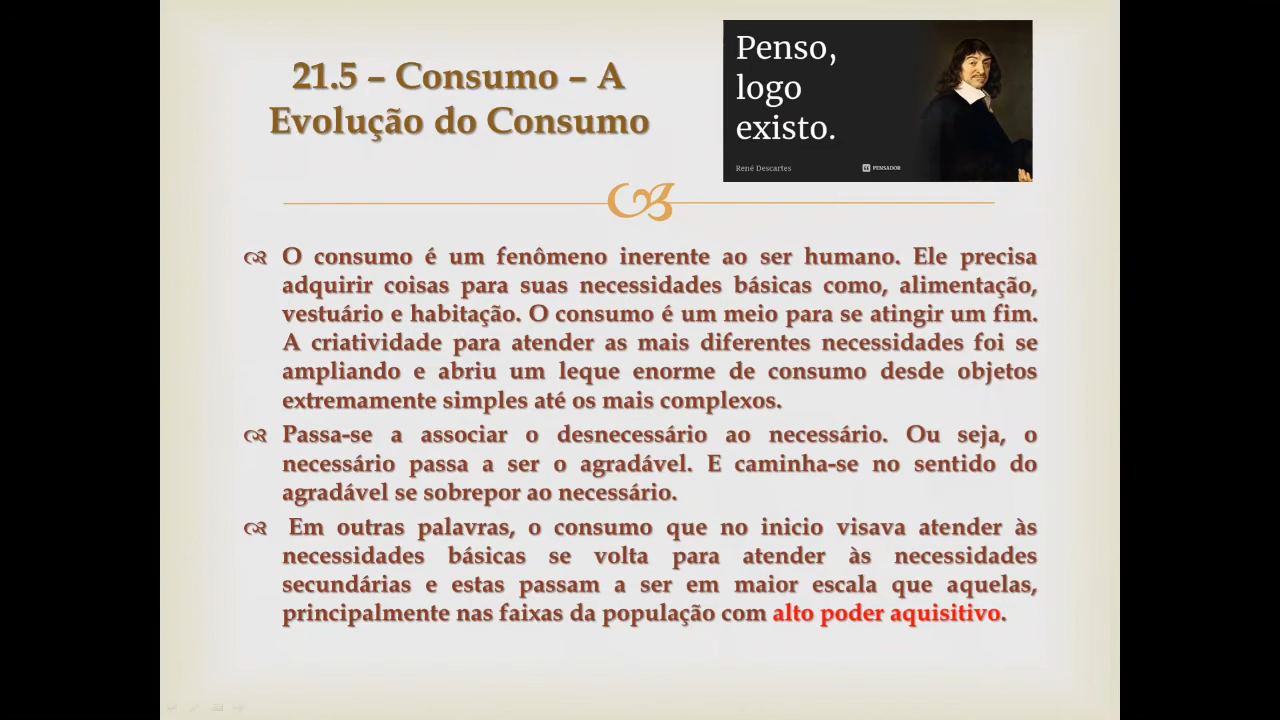 21.5 – Consumo – A
Evolução do Consumo
Penso,
logo
existo.
René Descartes
PENSADOR
O consumo é um fenômeno inerente ao ser humano. Ele precisa
adquirir coisas para suas necessidades básicas como, alimentação,
vestuário e habitação. O consumo é um meio para se atingir um fim.
A criatividade para atender as mais diferentes necessidades foi se
ampliando e abriu um leque enorme de consumo desde objetos
extremamente simples até os mais complexos.
Passa-se a associar o desnecessário ao necessário. Ou seja, o
necessário passa a ser o agradável. E caminha-se no sentido do
agradável se sobrepor ao necessário.
Em outras palavras, o consumo que no inicio visava atender às
necessidades básicas se volta para atender às necessidades
secundárias e estas passam a ser em maior escala que aquelas,
principalmente nas faixas da população com alto poder aquisitivo.